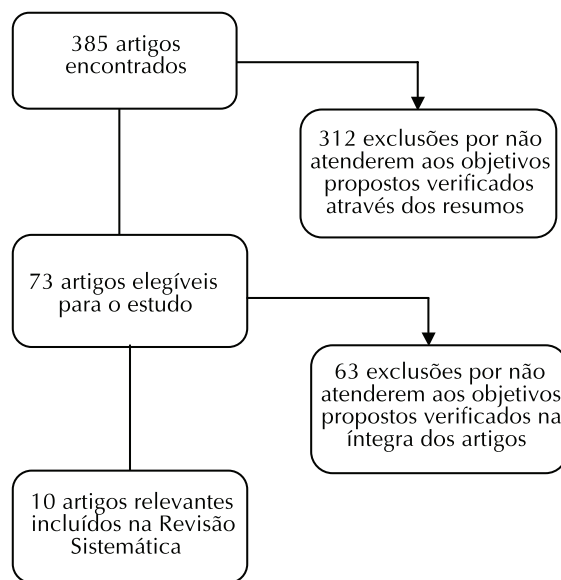 385 artigos
encontrados
312 exclusões por não
atenderem aos objetivos
propostos verificados
através dos resumos
73 artigos elegíveis
para o estudo
63 exclusões por não
atenderem aos objetivos
propostos verificados na
íntegra dos artigos
10 artigos relevantes
incluídos na Revisão
Sistemática